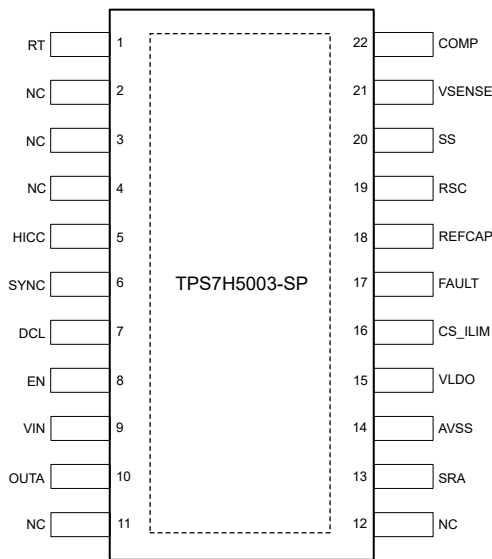 RT 1 22 COMP
NC 2 21 VSENSE
NC 3 20 SS
NC 4 19 RSC
HICC 5 18 REFCAP
SYNC 6 TPS7H5003-SP 17 FAULT
DCL 7 16 CS_ILIM
EN 8 15 VLDO
VIN 9 14 AVSS
OUTA 10 13 SRA
NC 11 12 NC